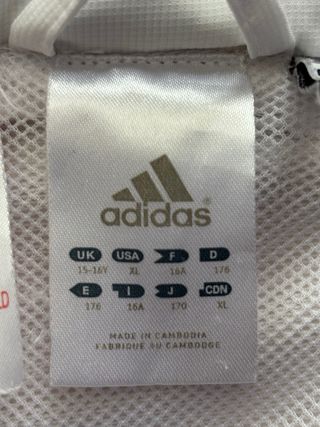 adidas®
UK USA F D
15-16Y XL 16A 176
E I J CDN
176 16A 170 XL
MADE IN CAMBODIA
FABRIQUE AU CAMBODGE